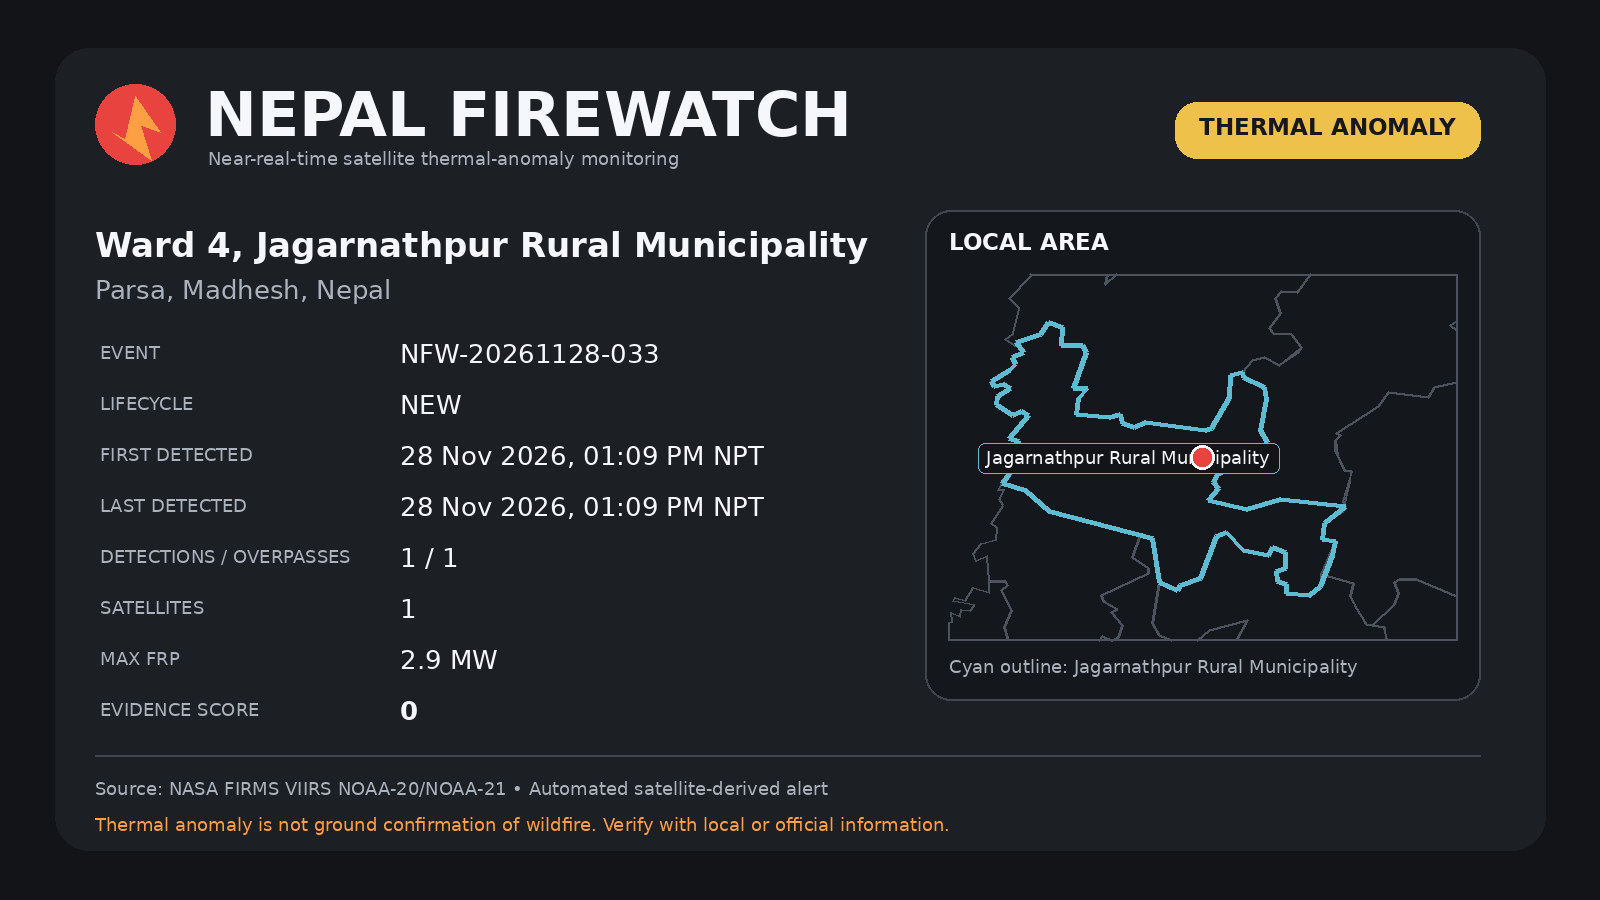 NEPAL FIREWATCH
Near-real-time satellite thermal-anomaly monitoring
THERMAL ANOMALY
Ward 4, Jagarnathpur Rural Municipality
Parsa, Madhesh, Nepal
EVENT NFW-20261128-033
LIFECYCLE NEW
FIRST DETECTED 28 Nov 2026, 01:09 PM NPT
LAST DETECTED 28 Nov 2026, 01:09 PM NPT
DETECTIONS / OVERPASSES 1 / 1
SATELLITES 1
MAX FRP 2.9 MW
EVIDENCE SCORE 0
LOCAL AREA
Jagarnathpur Rural Municipality
Cyan outline: Jagarnathpur Rural Municipality
Source: NASA FIRMS VIIRS NOAA-20/NOAA-21 • Automated satellite-derived alert
Thermal anomaly is not ground confirmation of wildfire. Verify with local or official information.